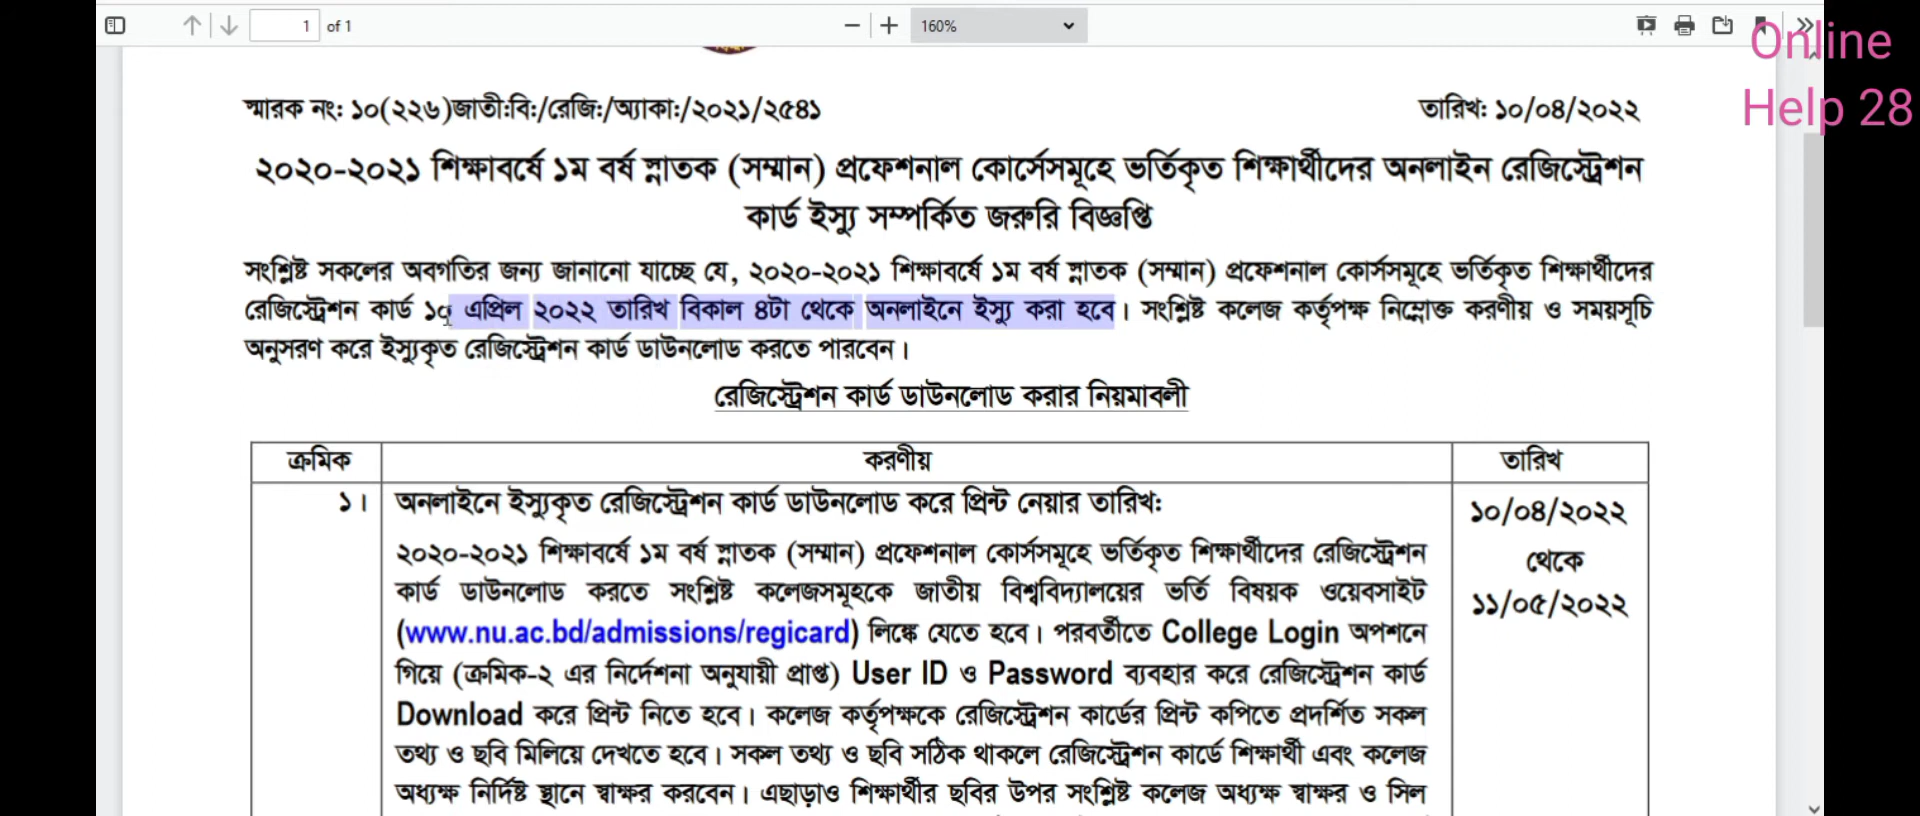 1 of 1
160%
Online
Help 28
স্মারক নং: ১০(২২৬)জাতী:বি:/রেজি:/অ্যাকা:/২০২১/২৫৪১ তারিখ: ১০/০৪/২০২২
২০২০-২০২১ শিক্ষাবর্ষে ১ম বর্ষ স্নাতক (সম্মান) প্রফেশনাল কোর্সেসমূহে ভর্তিকৃত শিক্ষার্থীদের অনলাইন রেজিস্ট্রেশন
কার্ড ইস্যু সম্পর্কিত জরুরি বিজ্ঞপ্তি
সংশ্লিষ্ট সকলের অবগতির জন্য জানানো যাচ্ছে যে, ২০২০-২০২১ শিক্ষাবর্ষে ১ম বর্ষ স্নাতক (সম্মান) প্রফেশনাল কোর্সসমূহে ভর্তিকৃত শিক্ষার্থীদের
রেজিস্ট্রেশন কার্ড ১০ এপ্রিল ২০২২ তারিখ বিকাল ৪টা থেকে অনলাইনে ইস্যু করা হবে। সংশ্লিষ্ট কলেজ কর্তৃপক্ষ নিম্নোক্ত করণীয় ও সময়সূচি
অনুসরণ করে ইস্যুকৃত রেজিস্ট্রেশন কার্ড ডাউনলোড করতে পারবেন।
রেজিস্ট্রেশন কার্ড ডাউনলোড করার নিয়মাবলী
ক্রমিক করণীয় তারিখ
১। অনলাইনে ইস্যুকৃত রেজিস্ট্রেশন কার্ড ডাউনলোড করে প্রিন্ট নেয়ার তারিখ:
২০২০-২০২১ শিক্ষাবর্ষে ১ম বর্ষ স্নাতক (সম্মান) প্রফেশনাল কোর্সসমূহে ভর্তিকৃত শিক্ষার্থীদের রেজিস্ট্রেশন
কার্ড ডাউনলোড করতে সংশ্লিষ্ট কলেজসমূহকে জাতীয় বিশ্ববিদ্যালয়ের ভর্তি বিষয়ক ওয়েবসাইট
(www.nu.ac.bd/admissions/regicard) লিঙ্কে যেতে হবে। পরবর্তীতে College Login অপশনে
গিয়ে (ক্রমিক-২ এর নির্দেশনা অনুযায়ী প্রাপ্ত) User ID ও Password ব্যবহার করে রেজিস্ট্রেশন কার্ড
Download করে প্রিন্ট নিতে হবে। কলেজ কর্তৃপক্ষকে রেজিস্ট্রেশন কার্ডের প্রিন্ট কপিতে প্রদর্শিত সকল
তথ্য ও ছবি মিলিয়ে দেখতে হবে। সকল তথ্য ও ছবি সঠিক থাকলে রেজিস্ট্রেশন কার্ডে শিক্ষার্থী এবং কলেজ
অধ্যক্ষ নির্দিষ্ট স্থানে স্বাক্ষর করবেন। এছাড়াও শিক্ষার্থীর ছবির উপর সংশ্লিষ্ট কলেজ অধ্যক্ষ স্বাক্ষর ও সিল
১০/০৪/২০২২
থেকে
১১/০৫/২০২২